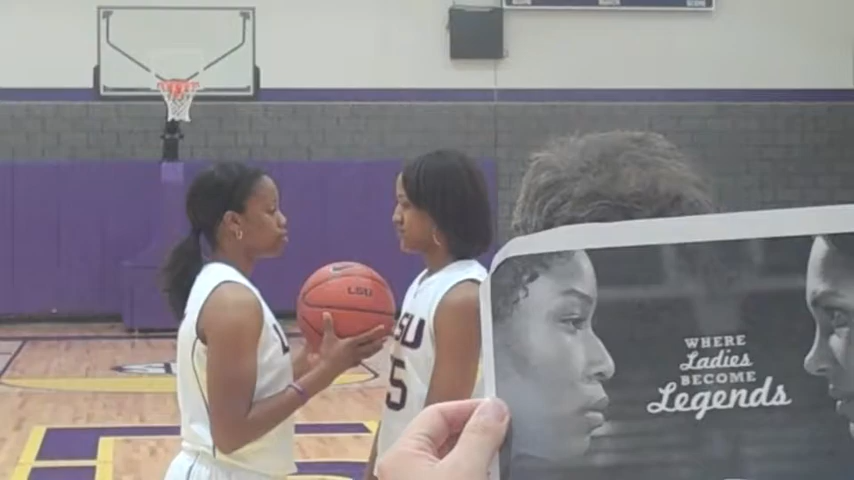 LSU
LSU
5
WHERE
Ladies
BECOME
Legends